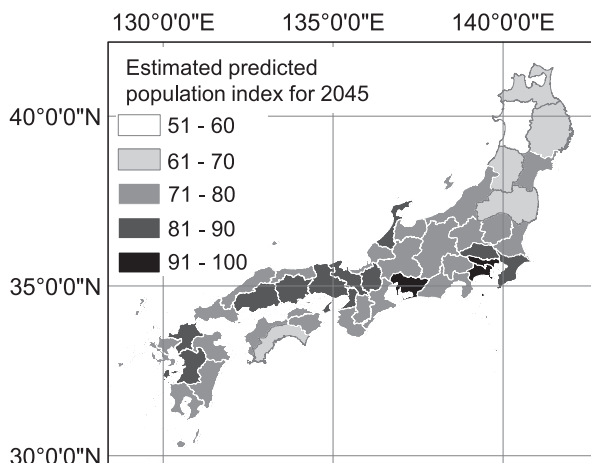 130°0'0"E 135°0'0"E 140°0'0"E
Estimated predicted
population index for 2045
40°0'0"N
51 - 60
61 - 70
71 - 80
81 - 90
91 - 100
35°0'0"N
30°0'0"N